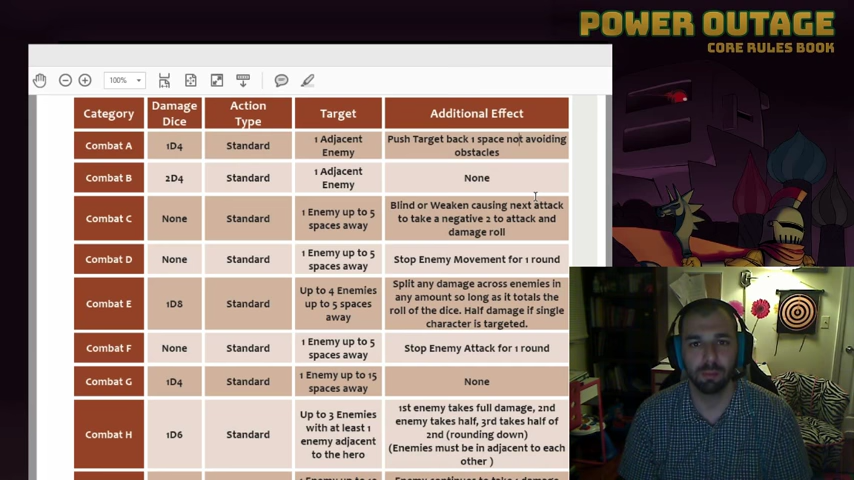 POWER OUTAGE
CORE RULES BOOK
100%
Category Damage Dice Action Type Target Additional Effect
Combat A 1D4 Standard 1 Adjacent Enemy Push Target back 1 space not avoiding obstacles
Combat B 2D4 Standard 1 Adjacent Enemy None
Combat C None Standard 1 Enemy up to 5 spaces away Blind or Weaken causing next attack to take a negative 2 to attack and damage roll
Combat D None Standard 1 Enemy up to 5 spaces away Stop Enemy Movement for 1 round
Combat E 1D8 Standard Up to 4 Enemies up to 5 spaces away Split any damage across enemies in any amount so long as it totals the roll of the dice. Half damage if single character is targeted.
Combat F None Standard 1 Enemy up to 5 spaces away Stop Enemy Attack for 1 round
Combat G 1D4 Standard 1 Enemy up to 15 spaces away None
Combat H 1D6 Standard Up to 3 Enemies with at least 1 enemy adjacent to the hero 1st enemy takes full damage, 2nd enemy takes half, 3rd takes half of 2nd (rounding down) (Enemies must be in adjacent to each other )